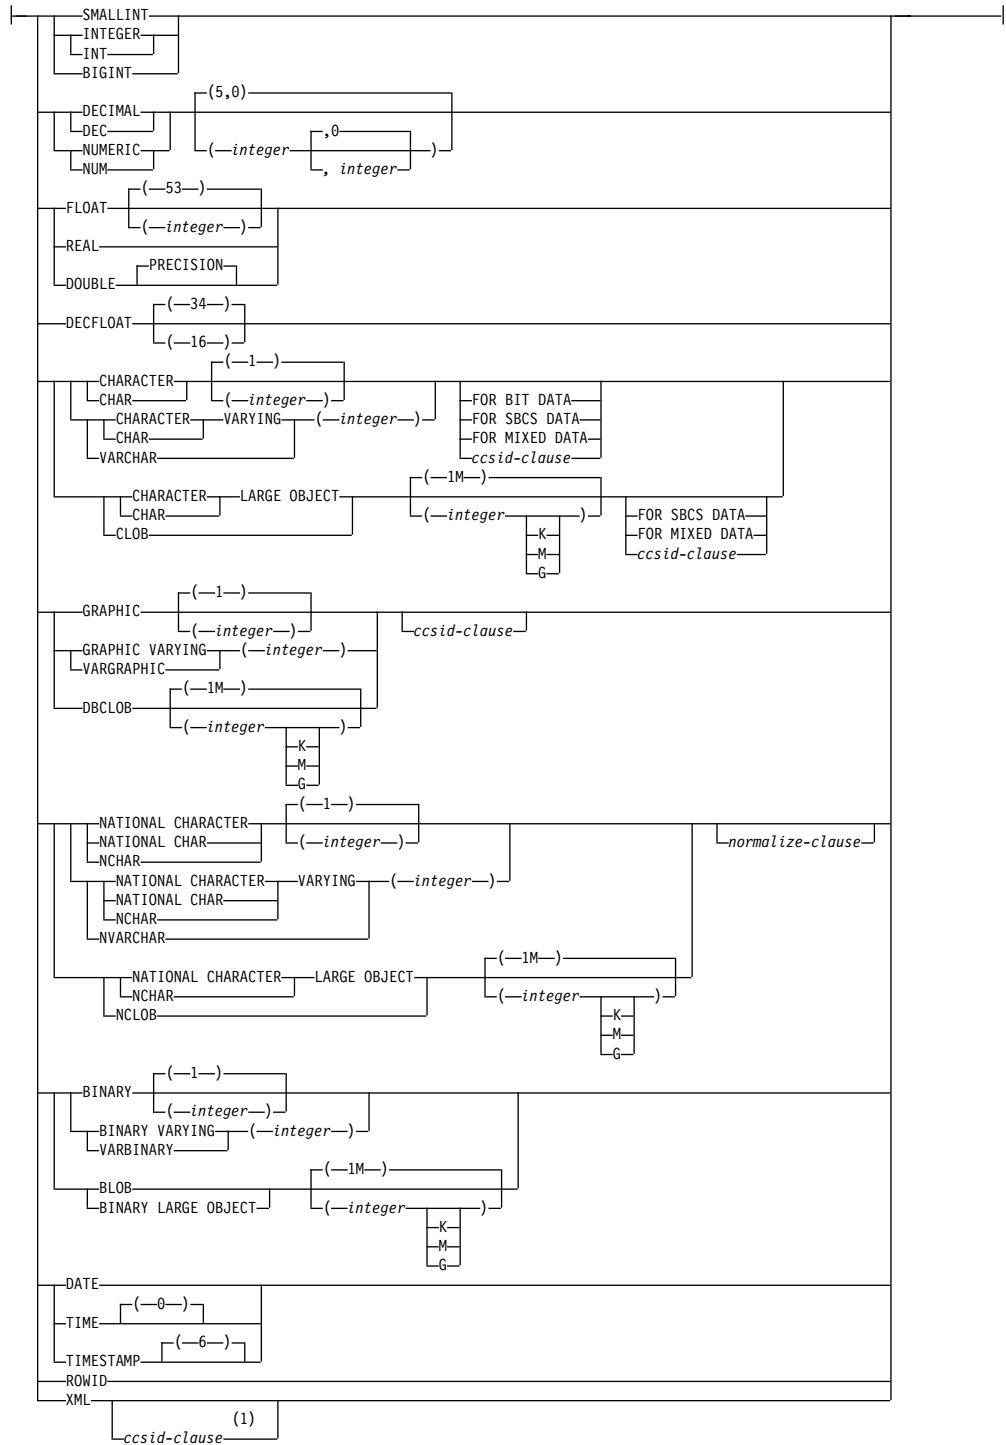 SMALLINT
INTEGER
INT
BIGINT
(5,0)
DECIMAL
DEC
,0
NUMERIC
( integer )
NUM
, integer
( 53 )
FLOAT
( integer )
REAL
PRECISION
DOUBLE
( 34 )
DECFLOAT
( 16 )
( 1 )
CHARACTER
CHAR
( integer )
FOR BIT DATA
CHARACTER VARYING ( integer )
FOR SBCS DATA
CHAR
FOR MIXED DATA
VARCHAR
ccsid-clause
( 1M )
CHARACTER LARGE OBJECT
CHAR
( integer )
FOR SBCS DATA
CLOB
K
FOR MIXED DATA
M
ccsid-clause
G
( 1 )
GRAPHIC
( integer )
ccsid-clause
GRAPHIC VARYING ( integer )
VARGRAPHIC
( 1M )
DBCLOB
( integer )
K
M
G
( 1 )
NATIONAL CHARACTER
NATIONAL CHAR
( integer )
normalize-clause
NCHAR
NATIONAL CHARACTER VARYING ( integer )
NATIONAL CHAR
NCHAR
NVARCHAR
( 1M )
NATIONAL CHARACTER LARGE OBJECT
NCHAR
( integer )
NCLOB
K
M
G
( 1 )
BINARY
( integer )
BINARY VARYING ( integer )
VARBINARY
( 1M )
BLOB
BINARY LARGE OBJECT
( integer )
K
M
G
DATE
( 0 )
TIME
( 6 )
TIMESTAMP
ROWID
XML
(1)
ccsid-clause